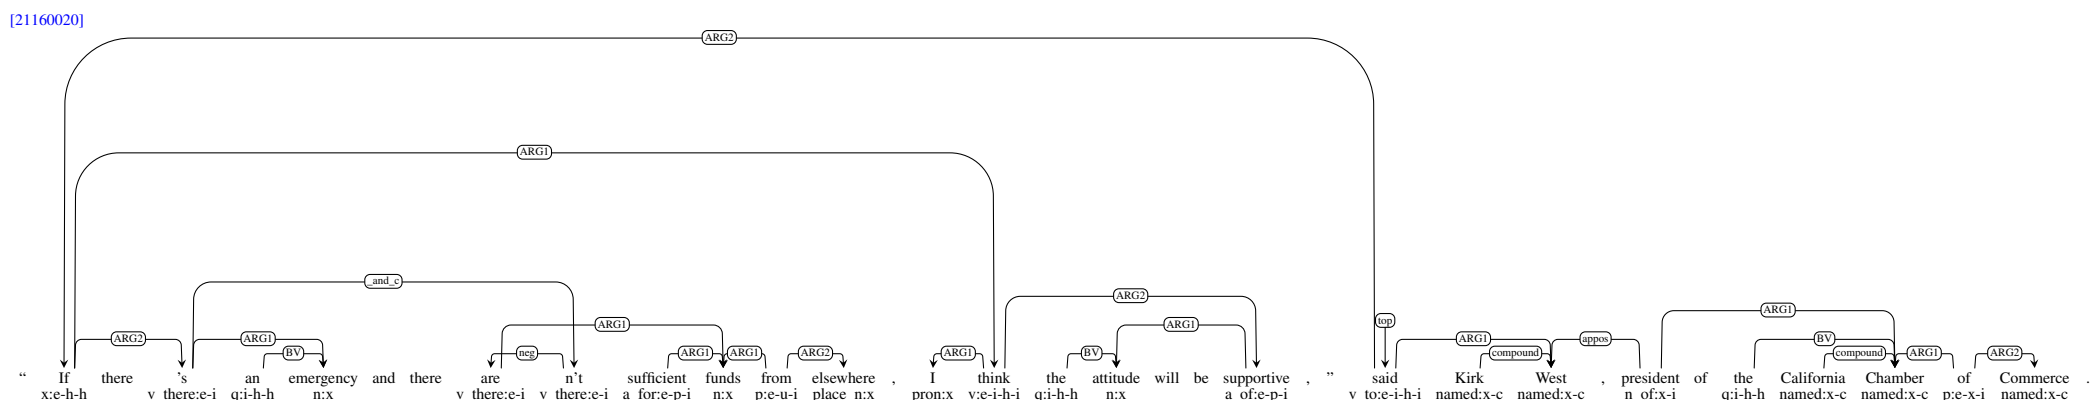 [21160020]
ARG2
ARG1
_and_c
ARG2
ARG1
top
ARG1
ARG1
ARG2 ARG1 ARG1 appos BV
BV neg ARG1 ARG1 ARG2 ARG1 BV compound compound ARG1 ARG2
“ If there 's an emergency and there are n't sufficient funds from elsewhere , I think the attitude will be supportive , ” said Kirk West , president of the California Chamber of Commerce .
x:e-h-h v_there:e-i q:i-h-h n:x v_there:e-i v_there:e-i a_for:e-p-i n:x p:e-u-i place_n:x pron:x v:e-i-h-i q:i-h-h n:x a_of:e-p-i v_to:e-i-h-i named:x-c named:x-c n_of:x-i q:i-h-h named:x-c named:x-c p:e-x-i named:x-c